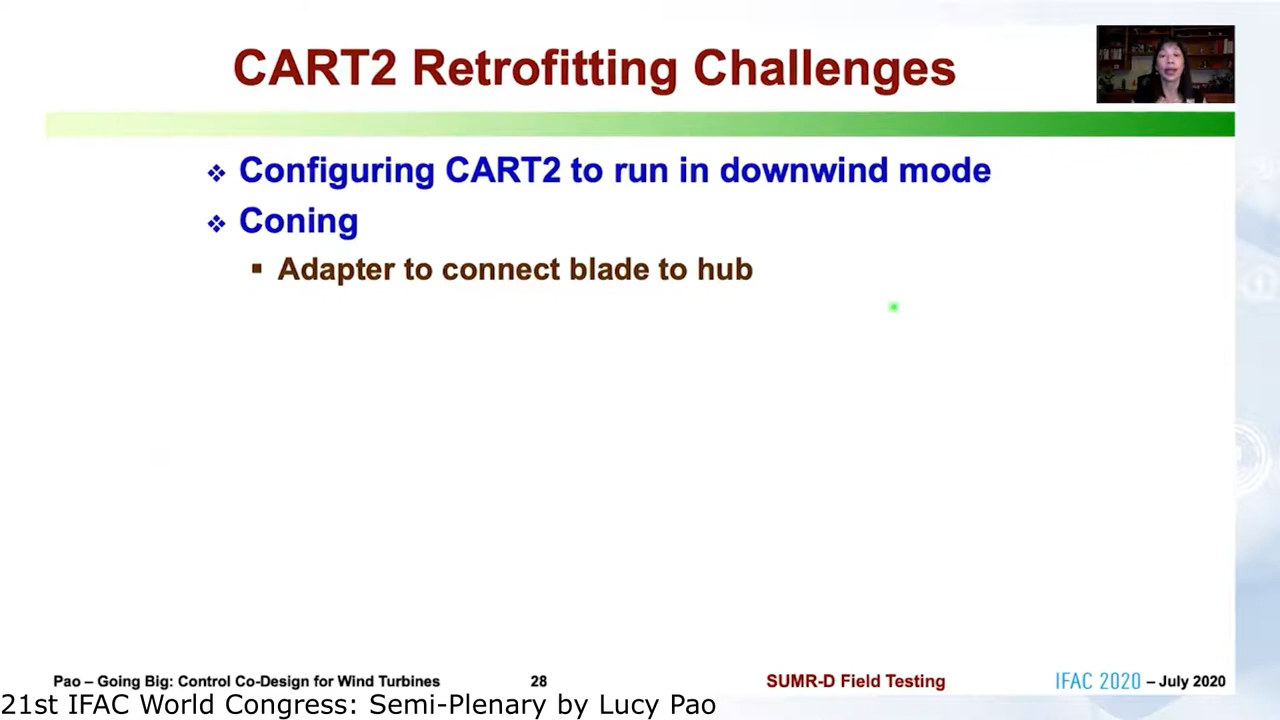 CART2 Retrofitting Challenges
❖ Configuring CART2 to run in downwind mode
❖ Coning
▪ Adapter to connect blade to hub
Pao – Going Big: Control Co-Design for Wind Turbines 28 SUMR-D Field Testing IFAC 2020 – July 2020
21st IFAC World Congress: Semi-Plenary by Lucy Pao